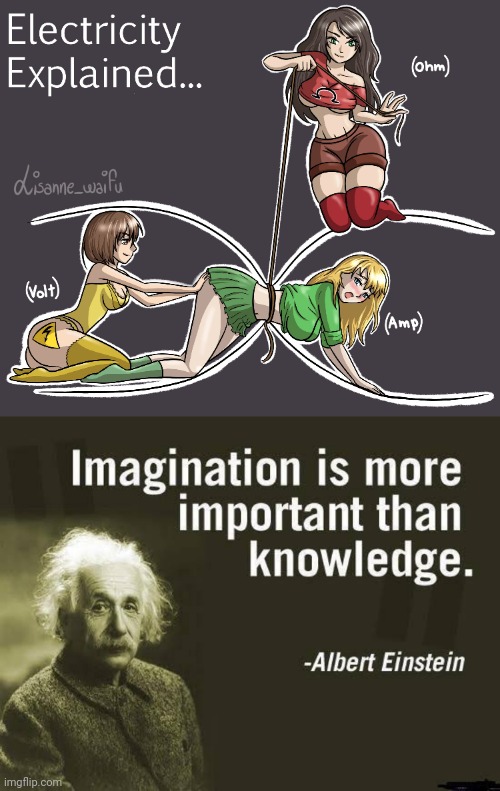 Electricity
Explained...
(Ohm)
Lisanne_waifu
Ω
(Volt)
(Amp)
Imagination is more
important than
knowledge.
-Albert Einstein
imgflip.com